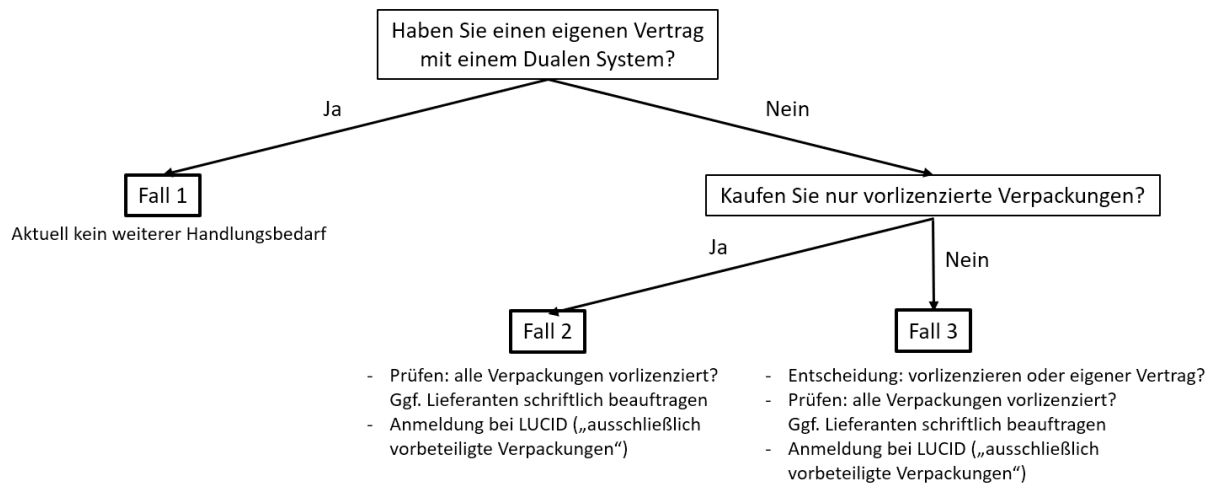 Haben Sie einen eigenen Vertrag
mit einem Dualen System?
Ja
Nein
Fall 1
Aktuell kein weiterer Handlungsbedarf
Kaufen Sie nur vorlizenzierte Verpackungen?
Ja
Nein
Fall 2
- Prüfen: alle Verpackungen vorlizenziert?
Ggf. Lieferanten schriftlich beauftragen
- Anmeldung bei LUCID („ausschließlich
vorbeteiligte Verpackungen“)
Fall 3
- Entscheidung: vorlizenzieren oder eigener Vertrag?
- Prüfen: alle Verpackungen vorlizenziert?
Ggf. Lieferanten schriftlich beauftragen
- Anmeldung bei LUCID („ausschließlich
vorbeteiligte Verpackungen“)